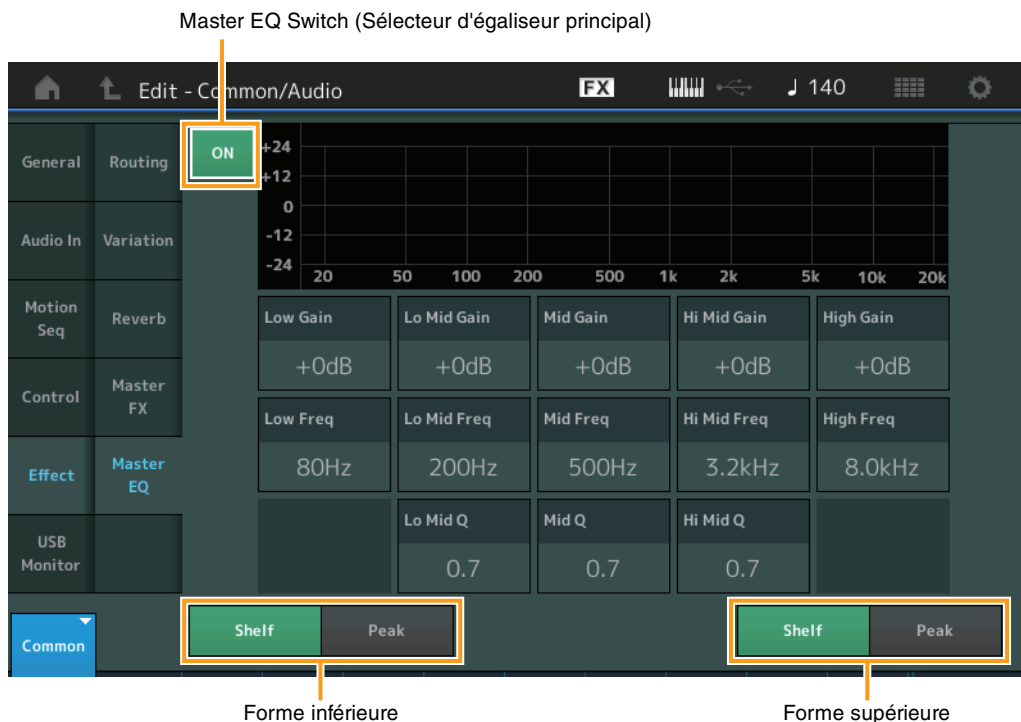 Master EQ Switch (Sélecteur d'égaliseur principal)
Edit - Common/Audio FX 140
General Routing ON
Audio In Variation
Motion Seq Reverb
Control Master FX
Effect Master EQ
USB Monitor
Common
+24
+12
0
-12
-24
20 50 100 200 500 1k 2k 5k 10k 20k
Low Gain Lo Mid Gain Mid Gain Hi Mid Gain High Gain
+0dB +0dB +0dB +0dB +0dB
Low Freq Lo Mid Freq Mid Freq Hi Mid Freq High Freq
80Hz 200Hz 500Hz 3.2kHz 8.0kHz
Lo Mid Q Mid Q Hi Mid Q
0.7 0.7 0.7
Shelf Peak Shelf Peak
Forme inférieure Forme supérieure